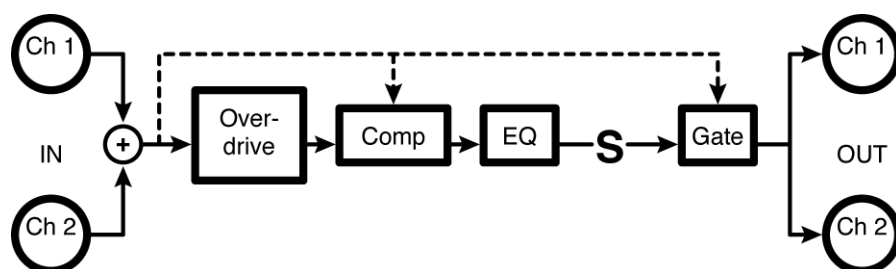 Ch 1
Ch 1
Over-
drive
Comp
EQ
S
Gate
IN
+
OUT
Ch 2
Ch 2